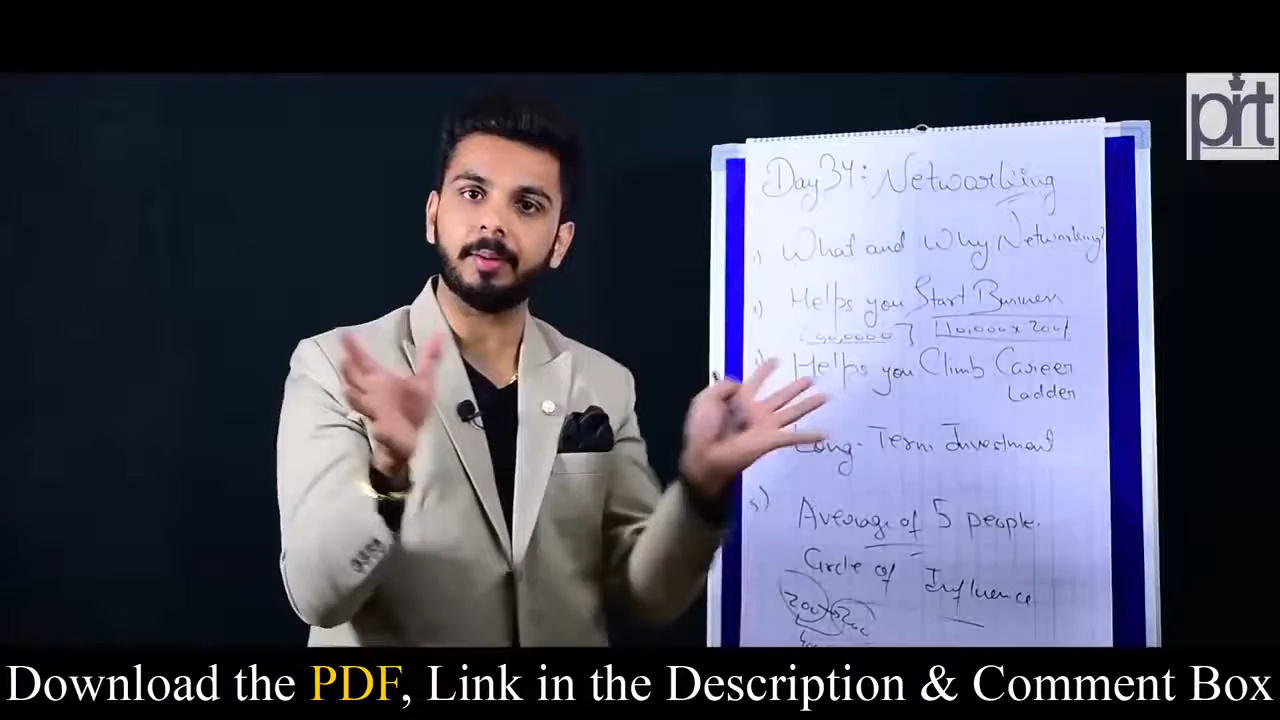 prt
Day 34: Networking
1) What and Why Networking?
2) Helps you Start Business
10,000x200/
3) Helps you Climb Career
Ladder
Long-Term Investment
5) Average of 5 people.
Circle of Influence
200 200
Download the PDF, Link in the Description & Comment Box